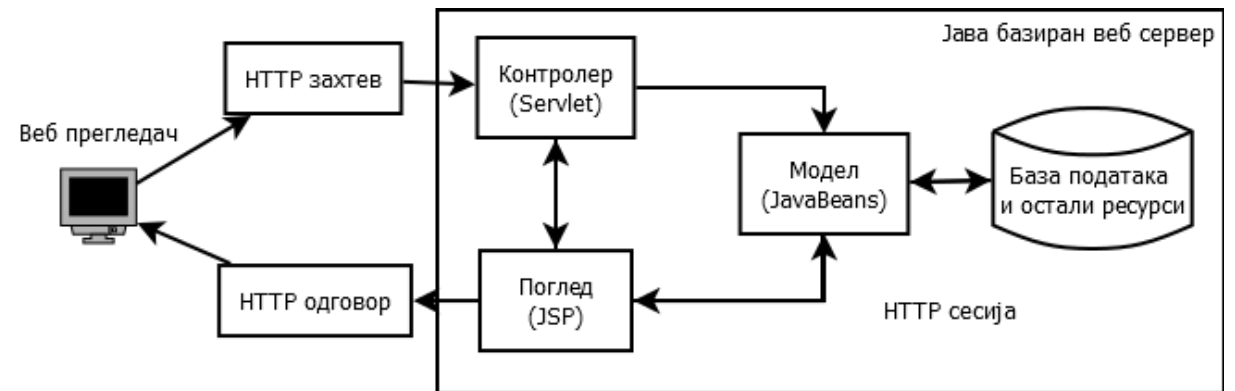 Јава базиран веб сервер
HTTP захтев
Контролер
(Servlet)
Веб прегледач
Модел
(JavaBeans)
База података
и остали ресурси
Поглед
(JSP)
HTTP одговор
HTTP сесија